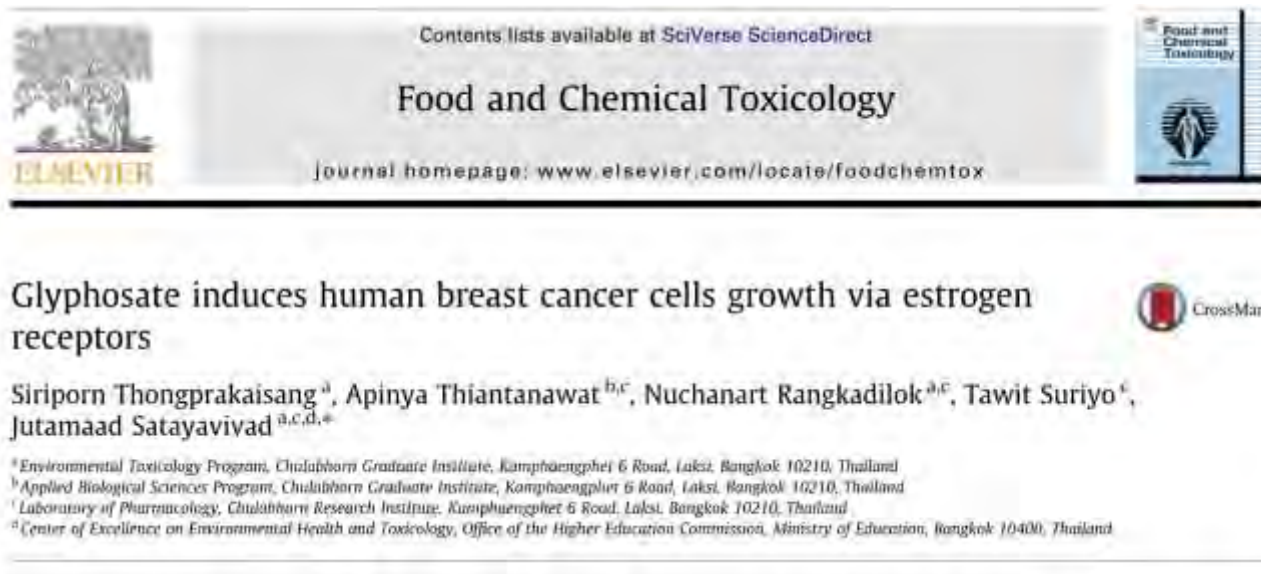 Contents lists available at SciVerse ScienceDirect
Food and Chemical Toxicology
journal homepage: www.elsevier.com/locate/foodchemtox
ELSEVIER
Food and
Chemical
Toxicology
Glyphosate induces human breast cancer cells growth via estrogen
receptors
CrossMar
Siriporn Thongprakaisang a, Apinya Thiantanawat b,c, Nuchanart Rangkadilok a,c, Tawit Suriyo c,
Jutamaad Satayavivad a,c,d,*
a Environmental Toxicology Program, Chulabhorn Graduate Institute, Kamphaengphet 6 Road, Laksi, Bangkok 10210, Thailand
b Applied Biological Sciences Program, Chulabhorn Graduate Institute, Kamphaengphet 6 Road, Laksi, Bangkok 10210, Thailand
c Laboratory of Pharmacology, Chulabhorn Research Institute, Kamphaengphet 6 Road, Laksi, Bangkok 10210, Thailand
d Center of Excellence on Environmental Health and Toxicology, Office of the Higher Education Commission, Ministry of Education, Bangkok 10400, Thailand